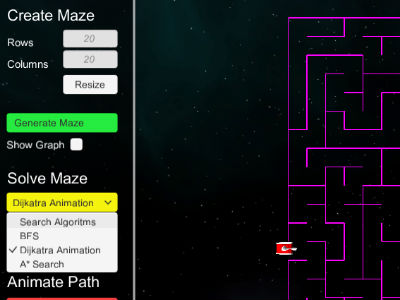 Create Maze
Rows
20
Columns
20
Resize
Generate Maze
Show Graph
Solve Maze
Dijkatra Animation
Search Algoritms
BFS
Dijkatra Animation
A* Search
Animate Path